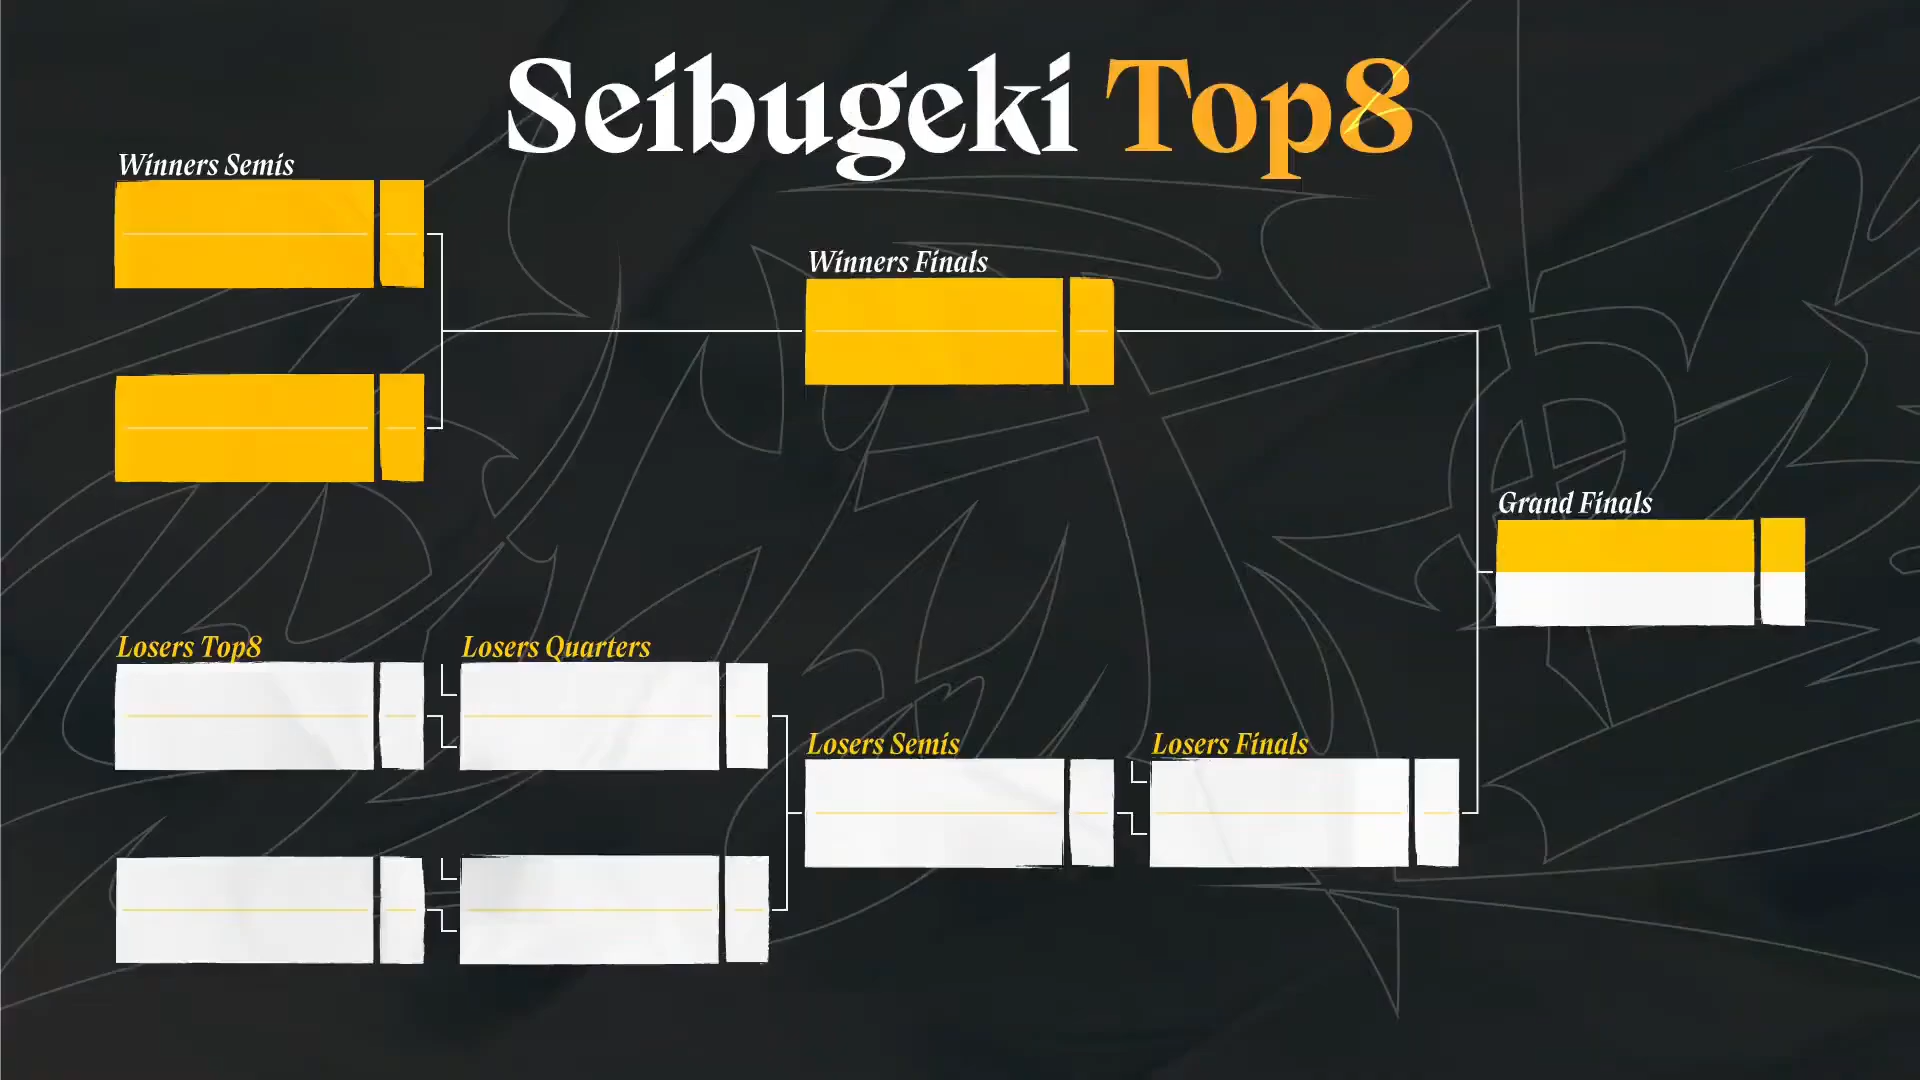 Seibugeki Top8
Winners Semis
Winners Finals
Grand Finals
Losers Top8
Losers Quarters
Losers Semis
Losers Finals